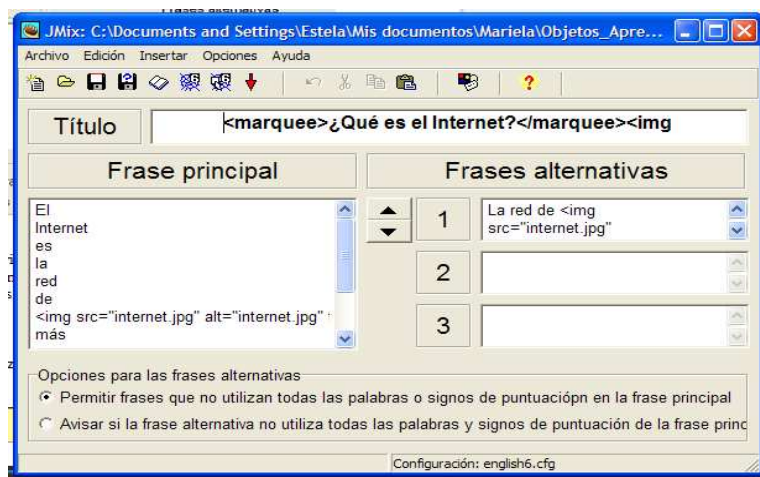 JMix: C:\Documents and Settings\Estela\Mis documentos\Mariela\Objetos_Apre...
Archivo Edición Insertar Opciones Ayuda
Título
<marquee>¿Qué es el Internet?</marquee><img
Frase principal
Frases alternativas
El
Internet
es
la
red
de
<img src="internet.jpg" alt="internet.jpg"
más
1
La red de <img
src="internet.jpg"
2
3
Opciones para las frases alternativas
Permitir frases que no utilizan todas las palabras o signos de puntuaciópn en la frase principal
Avisar si la frase alternativa no utiliza todas las palabras y signos de puntuación de la frase princ
Configuración: english6.cfg